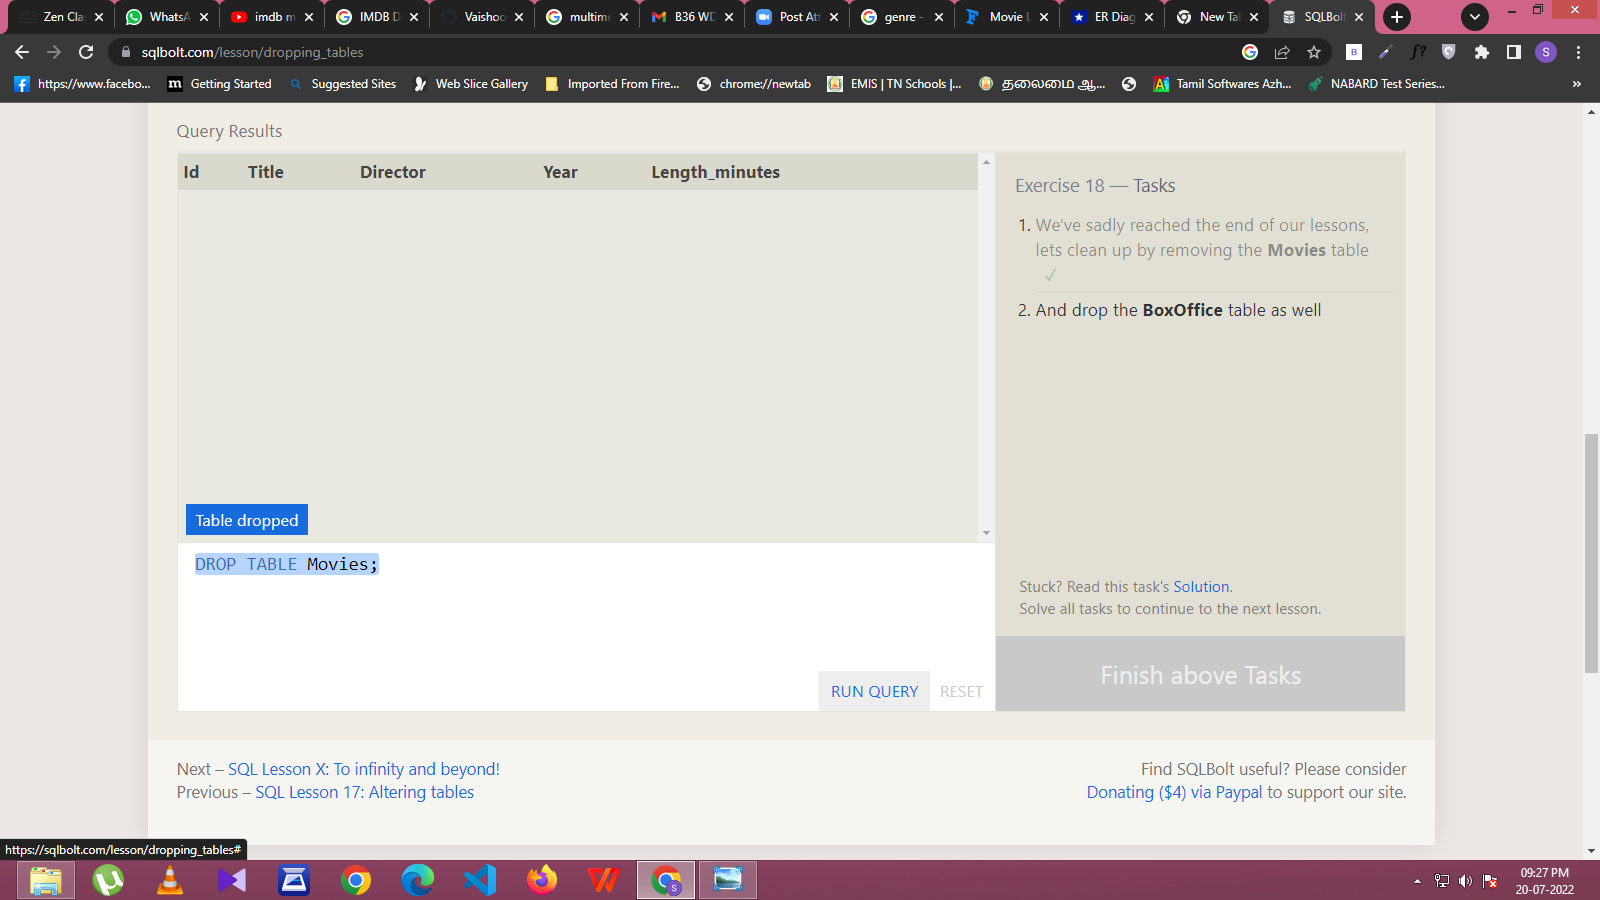 Zen Cla
WhatsA
imdb m
IMDB D
Vaishoo
multime
B36 WD
Post Att
genre -
Movie L
ER Diag
New Tab
SQLBolt
sqlbolt.com/lesson/dropping_tables
https://www.facebo...
Getting Started
Suggested Sites
Web Slice Gallery
Imported From Fire...
chrome://newtab
EMIS | TN Schools |...
தலைமை ஆ...
Tamil Softwares Azh...
NABARD Test Series...
»
Query Results
Id Title Director Year Length_minutes
Table dropped
DROP TABLE Movies;
RUN QUERY RESET
Exercise 18 — Tasks
1. We've sadly reached the end of our lessons,
lets clean up by removing the Movies table
✓
2. And drop the BoxOffice table as well
Stuck? Read this task's Solution.
Solve all tasks to continue to the next lesson.
Finish above Tasks
Next – SQL Lesson X: To infinity and beyond!
Previous – SQL Lesson 17: Altering tables
Find SQLBolt useful? Please consider
Donating ($4) via Paypal to support our site.
https://sqlbolt.com/lesson/dropping_tables#
09:27 PM
20-07-2022